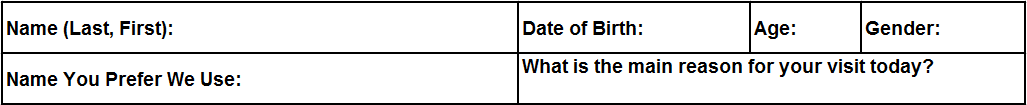 Name (Last, First): Date of Birth: Age: Gender:
Name You Prefer We Use: What is the main reason for your visit today?